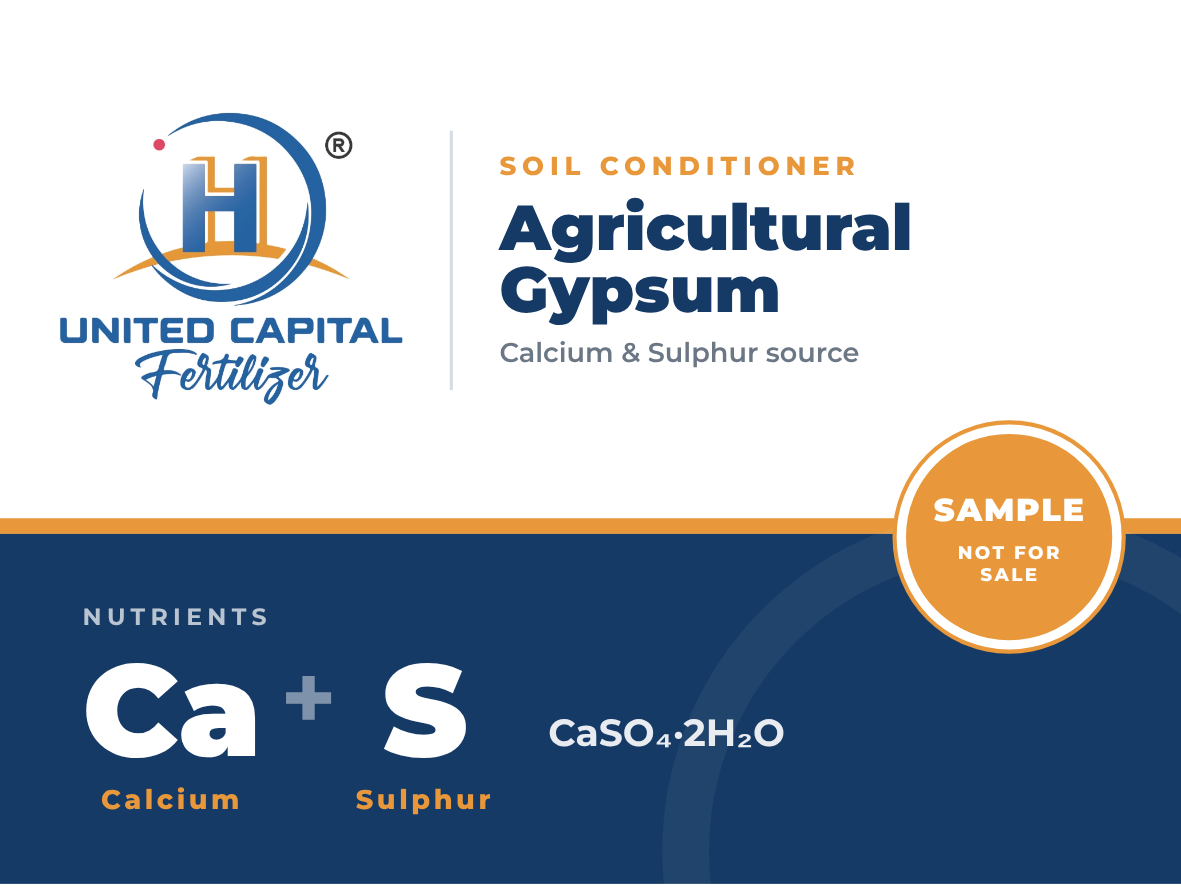 H
®
UNITED CAPITAL
Fertilizer
SOIL CONDITIONER
Agricultural
Gypsum
Calcium & Sulphur source
SAMPLE
NOT FOR
SALE
NUTRIENTS
Ca + S
CaSO₄·2H₂O
Calcium Sulphur